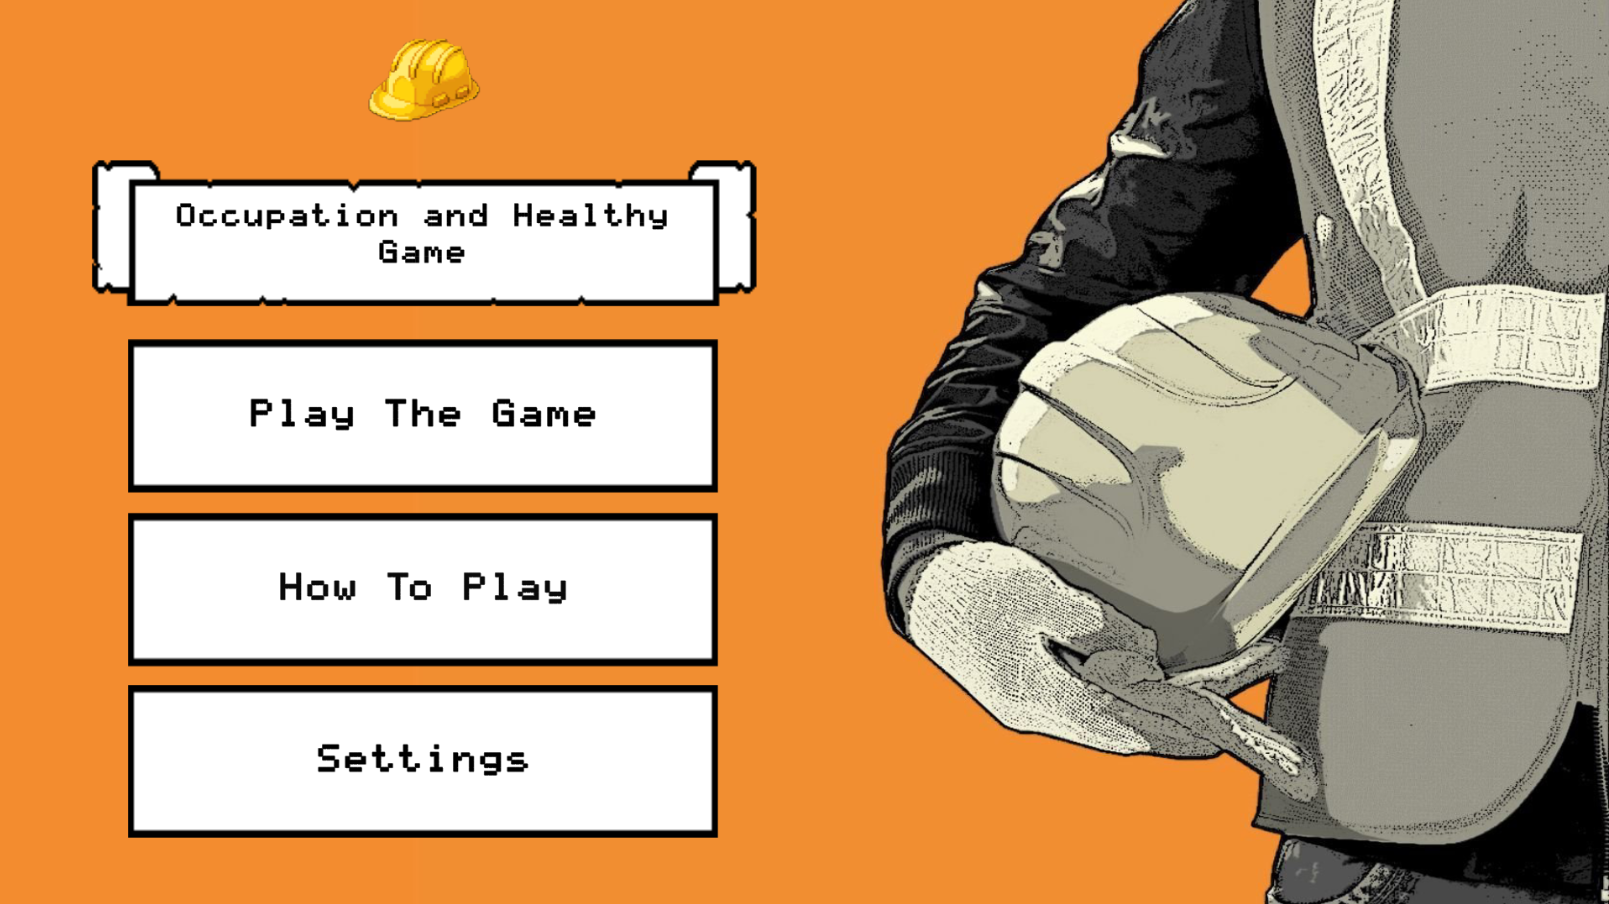 Occupation and Healthy
Game
Play The Game
How To Play
Settings